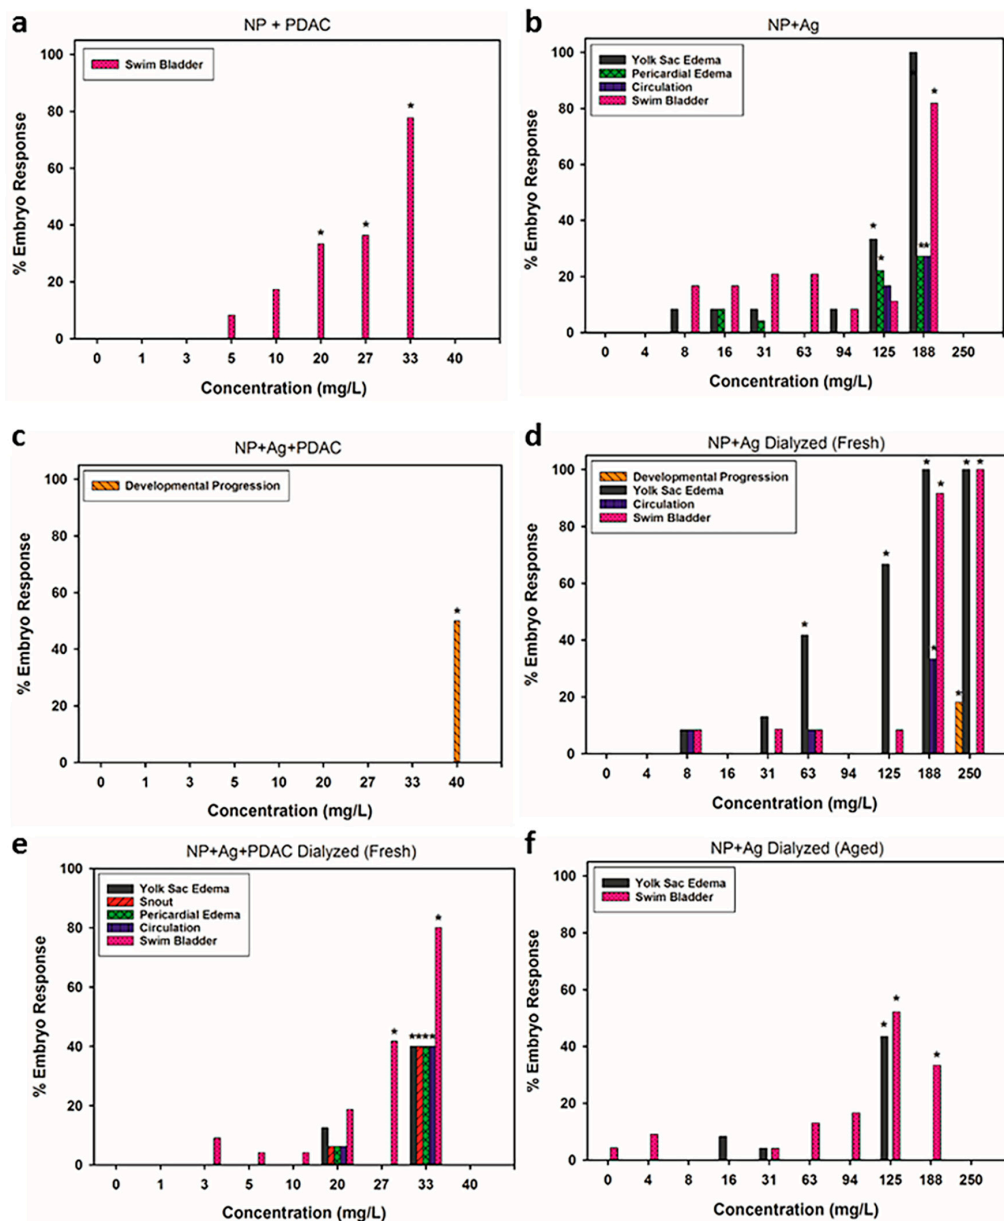 a
NP + PDAC
Swim Bladder
% Embryo Response
100
80
60
40
20
0
* * *
0 1 3 5 10 20 27 33 40
Concentration (mg/L)
b
NP+Ag
Yolk Sac Edema
Pericardial Edema
Circulation
Swim Bladder
% Embryo Response
100
80
60
40
20
0
* * ** *
0 4 8 16 31 63 94 125 188 250
Concentration (mg/L)
c
NP+Ag+PDAC
Developmental Progression
% Embryo Response
100
80
60
40
20
0
*
0 1 3 5 10 20 27 33 40
Concentration (mg/L)
d
NP+Ag Dialyzed (Fresh)
Developmental Progression
Yolk Sac Edema
Circulation
Swim Bladder
% Embryo Response
100
80
60
40
20
0
* * * * * * * *
0 4 8 16 31 63 94 125 188 250
Concentration (mg/L)
e
NP+Ag+PDAC Dialyzed (Fresh)
Yolk Sac Edema
Snout
Pericardial Edema
Circulation
Swim Bladder
% Embryo Response
100
80
60
40
20
0
* **** *
0 1 3 5 10 20 27 33 40
Concentration (mg/L)
f
NP+Ag Dialyzed (Aged)
Yolk Sac Edema
Swim Bladder
% Embryo Response
100
80
60
40
20
0
* * *
0 4 8 16 31 63 94 125 188 250
Concentration (mg/L)